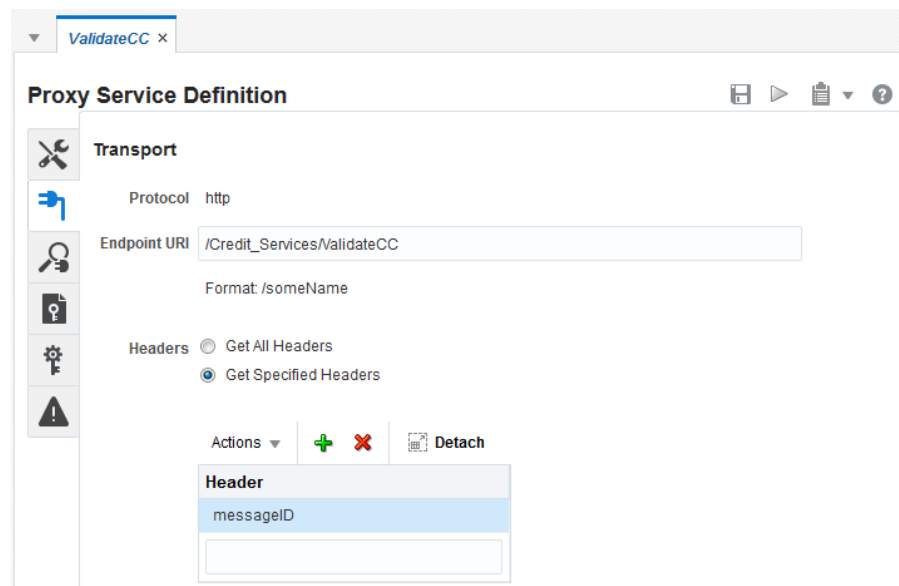 ValidateCC ×
Proxy Service Definition
Transport
Protocol http
Endpoint URI /Credit_Services/ValidateCC
Format: /someName
Headers Get All Headers
Get Specified Headers
Actions Detach
Header
messageID